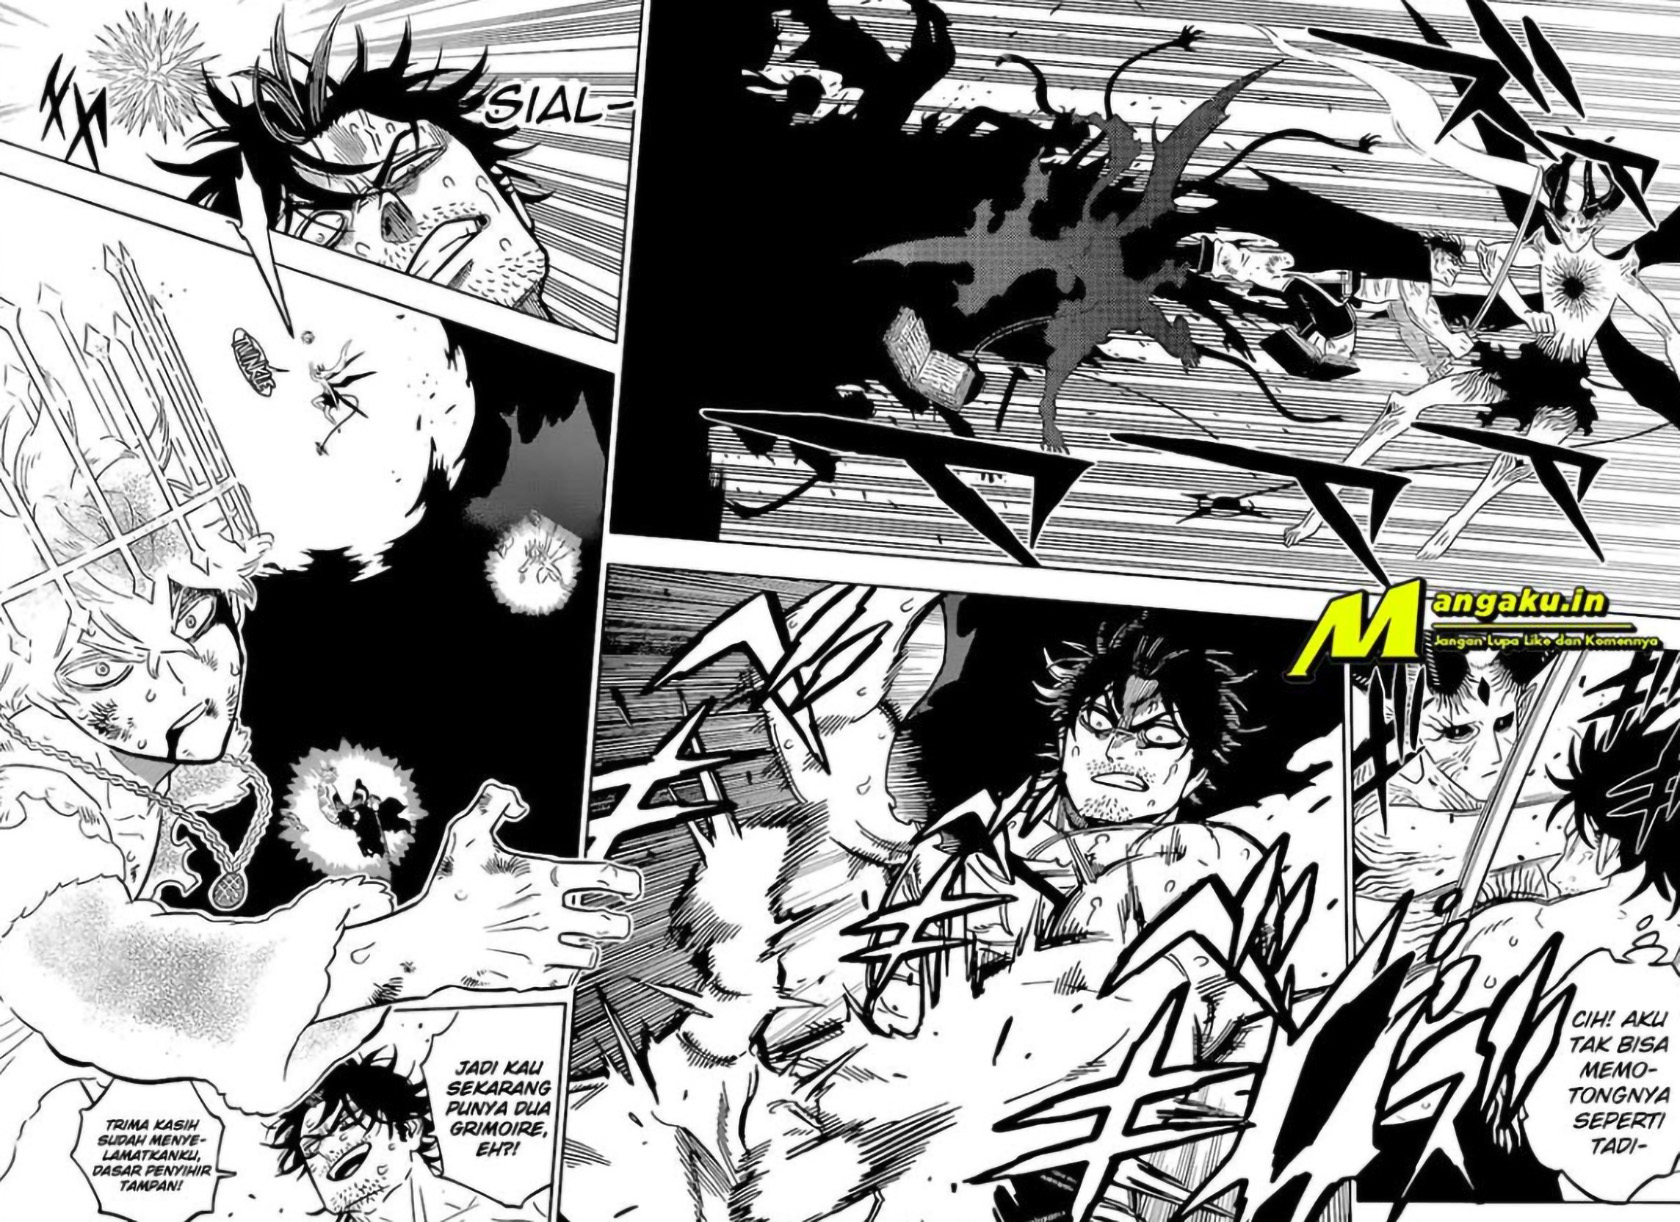 CIH! AKU
TAK BISA
MEMO-
TONGNYA
SEPERTI
TADI-
SIAL-
JADI KAU
SEKARANG
PUNYA DUA
GRIMOIRE,
EH?!
TRIMA KASIH
SUDAH MENYE-
LAMATKANKU,
DASAR PENYIHIR
TAMPAN!
Mangaku.in
Jangan Lupa Like dan Komennya